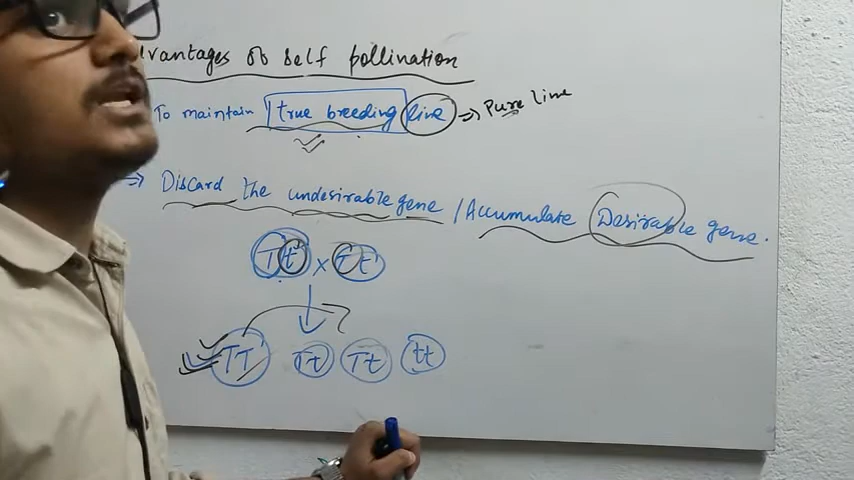 dvantages of self pollination
To maintain true breeding line => Pure line
=> Discard the undesirable gene / Accumulate Desirable gene.
Tt x Tt
TT Tt Tt tt